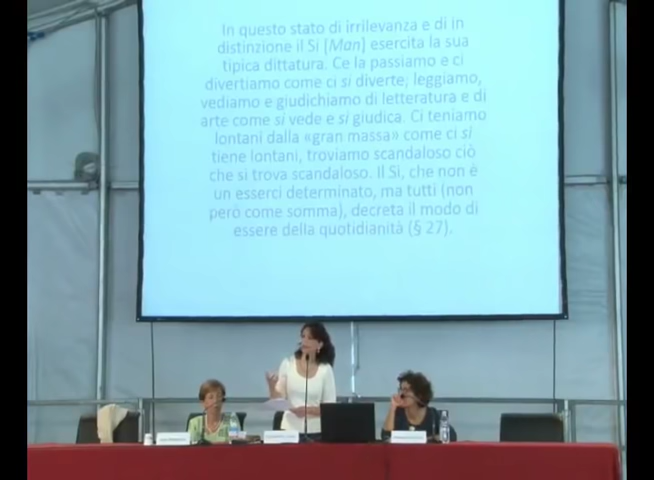 In questo stato di irrilevanza e di in
distinzione il Si [Man] esercita la sua
tipica dittatura. Ce la passiamo e ci
divertiamo come ci si diverte; leggiamo,
vediamo e giudichiamo di letteratura e di
arte come si vede e si giudica. Ci teniamo
lontani dalla «gran massa» come ci si
tiene lontani, troviamo scandaloso ciò
che si trova scandaloso. Il Si, che non è
un esserci determinato, ma tutti (non
però come somma), decreta il modo di
essere della quotidianità (§ 27).